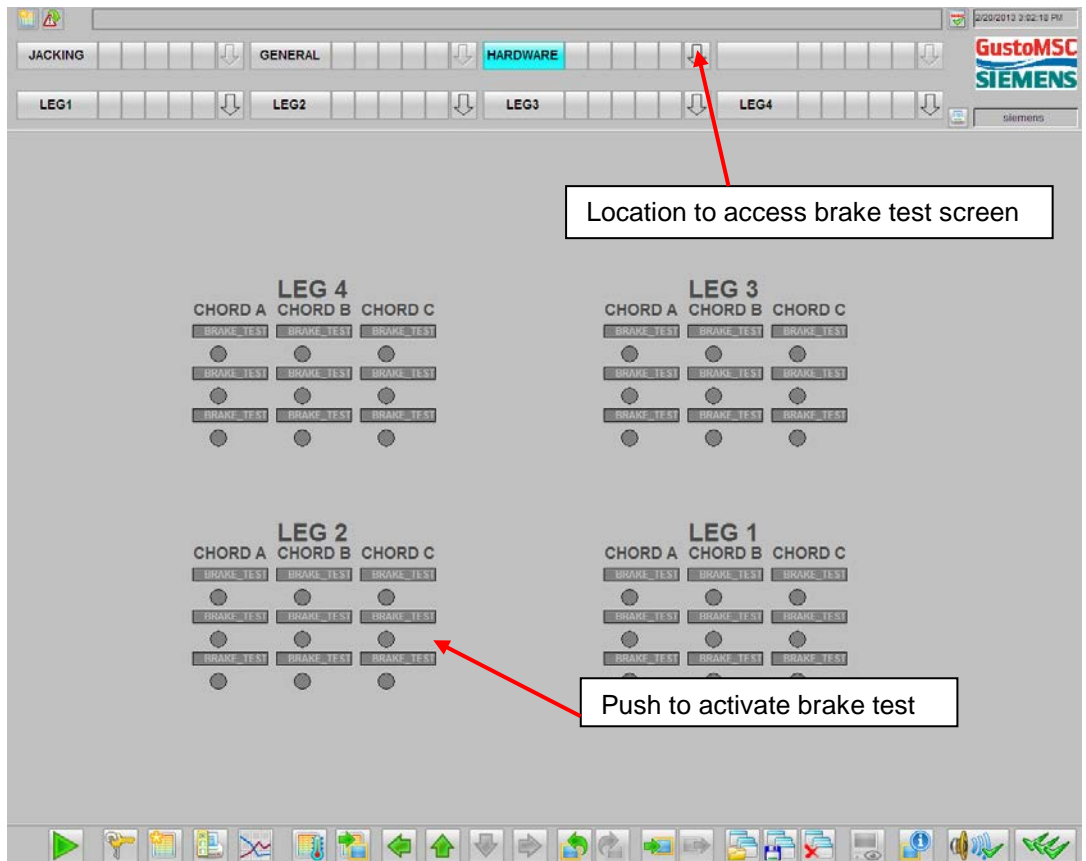 2/20/2013 3:02:18 PM
JACKING GENERAL HARDWARE
GustoMSC
SIEMENS
LEG1 LEG2 LEG3 LEG4
siemens
Location to access brake test screen
LEG 4 LEG 3
CHORD A CHORD B CHORD C CHORD A CHORD B CHORD C
BRAKE_TEST BRAKE_TEST BRAKE_TEST BRAKE_TEST BRAKE_TEST BRAKE_TEST
BRAKE_TEST BRAKE_TEST BRAKE_TEST BRAKE_TEST BRAKE_TEST BRAKE_TEST
BRAKE_TEST BRAKE_TEST BRAKE_TEST BRAKE_TEST BRAKE_TEST BRAKE_TEST
LEG 2 LEG 1
CHORD A CHORD B CHORD C CHORD A CHORD B CHORD C
BRAKE_TEST BRAKE_TEST BRAKE_TEST BRAKE_TEST BRAKE_TEST BRAKE_TEST
BRAKE_TEST BRAKE_TEST BRAKE_TEST BRAKE_TEST BRAKE_TEST BRAKE_TEST
BRAKE_TEST BRAKE_TEST BRAKE_TEST BRAKE_TEST BRAKE_TEST BRAKE_TEST
Push to activate brake test